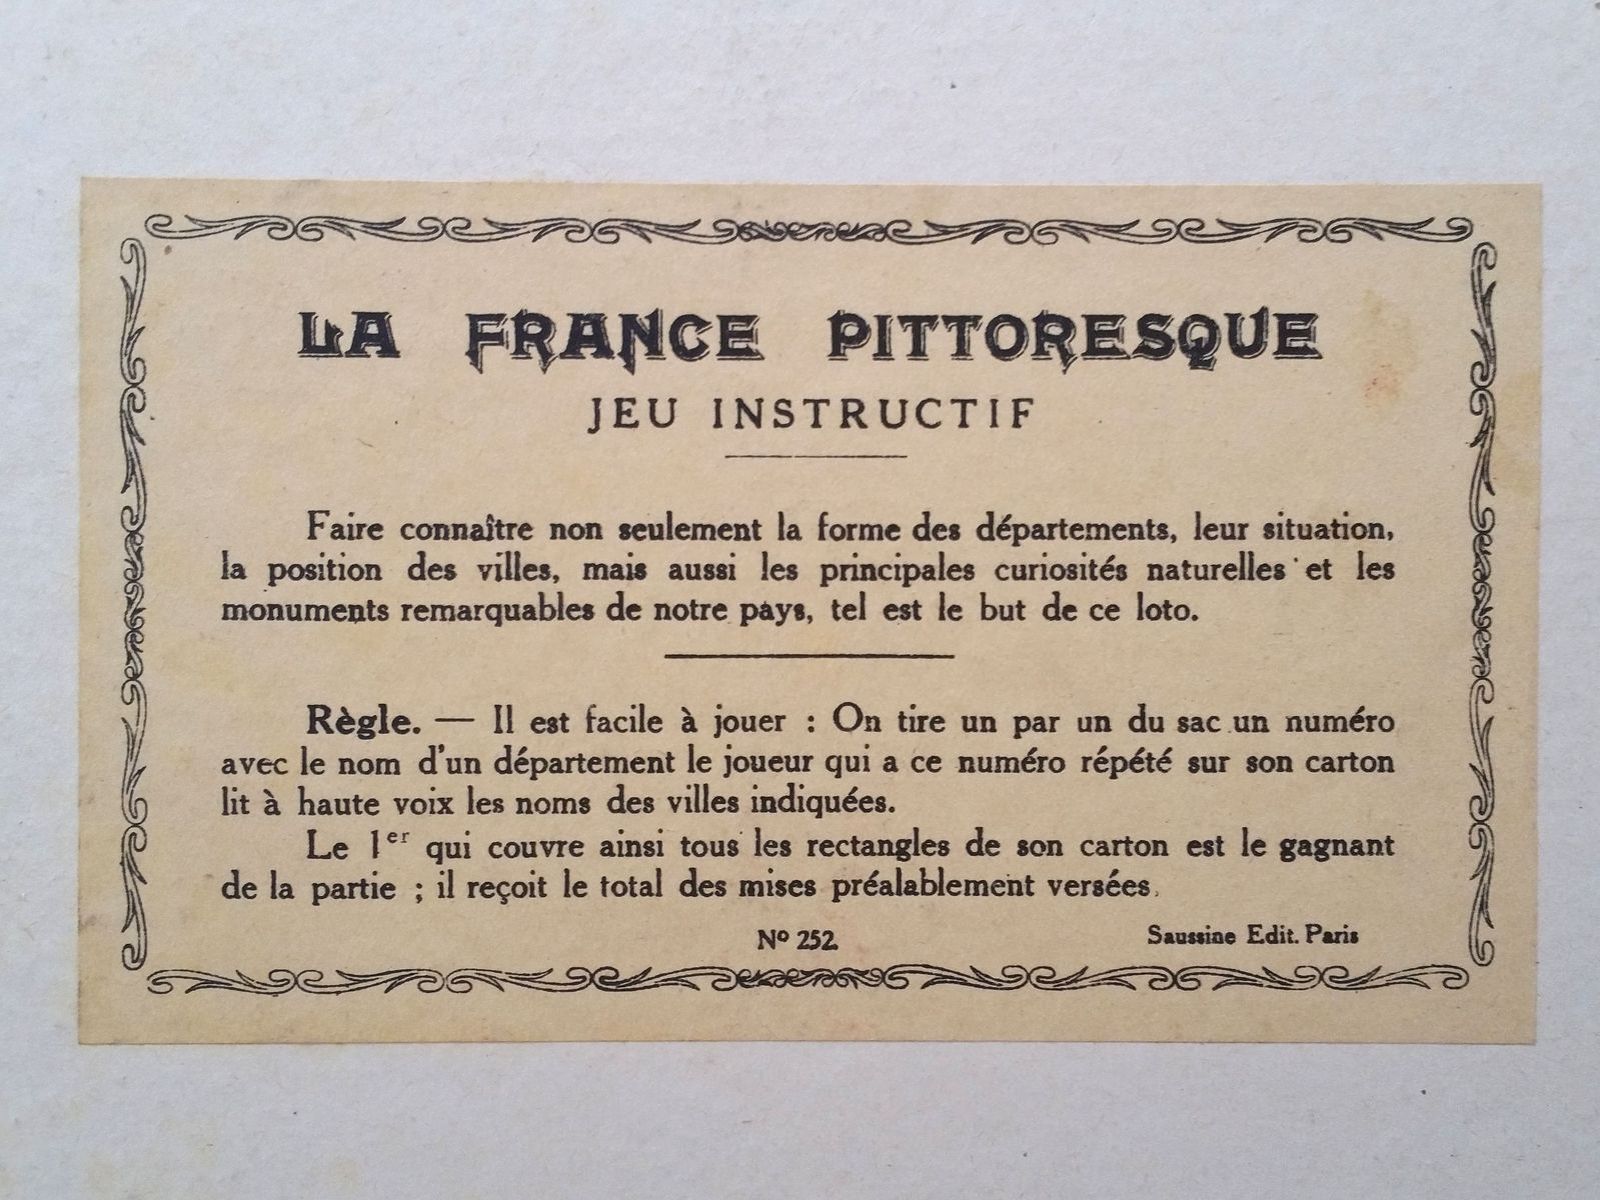 LA FRANCE PITTORESQUE
JEU INSTRUCTIF
Faire connaître non seulement la forme des départements, leur situation,
la position des villes, mais aussi les principales curiosités naturelles et les
monuments remarquables de notre pays, tel est le but de ce loto.
Règle. — Il est facile à jouer : On tire un par un du sac un numéro
avec le nom d'un département le joueur qui a ce numéro répété sur son carton
lit à haute voix les noms des villes indiquées.
Le 1er qui couvre ainsi tous les rectangles de son carton est le gagnant
de la partie ; il reçoit le total des mises préalablement versées.
Nº 252
Saussine Edit. Paris